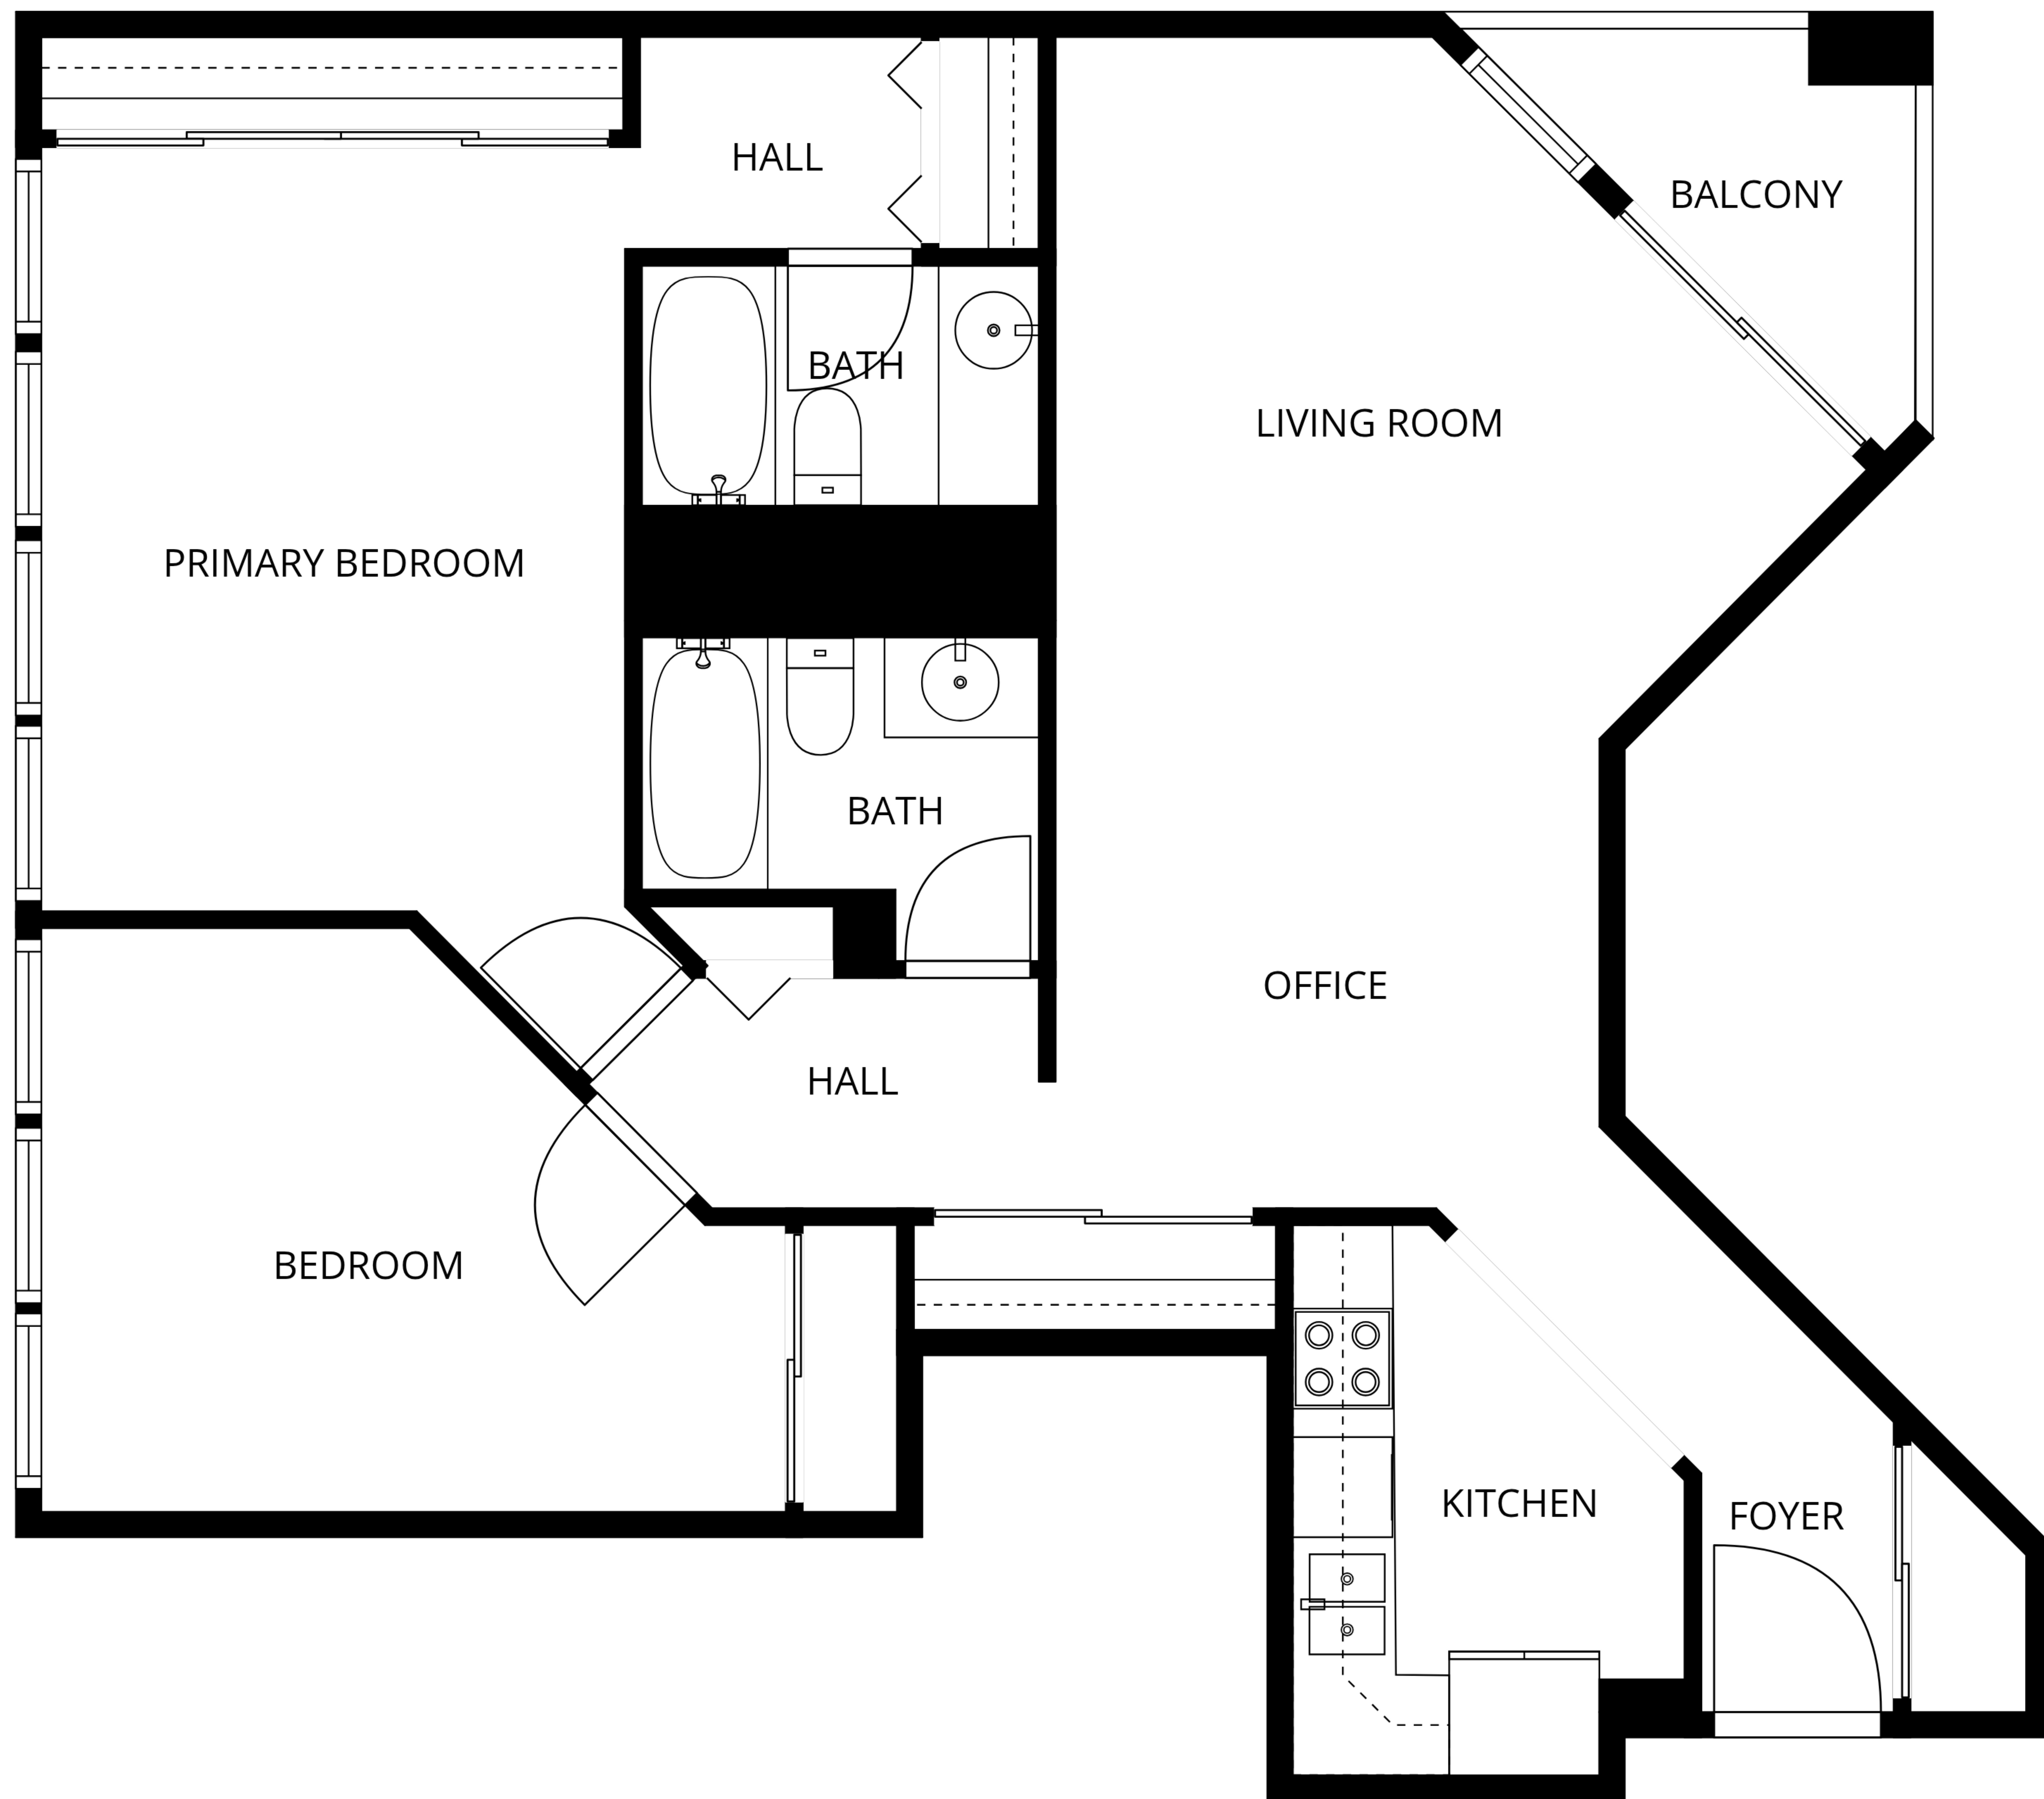 HALL
BALCONY
BATH
LIVING ROOM
PRIMARY BEDROOM
BATH
OFFICE
HALL
BEDROOM
KITCHEN
FOYER